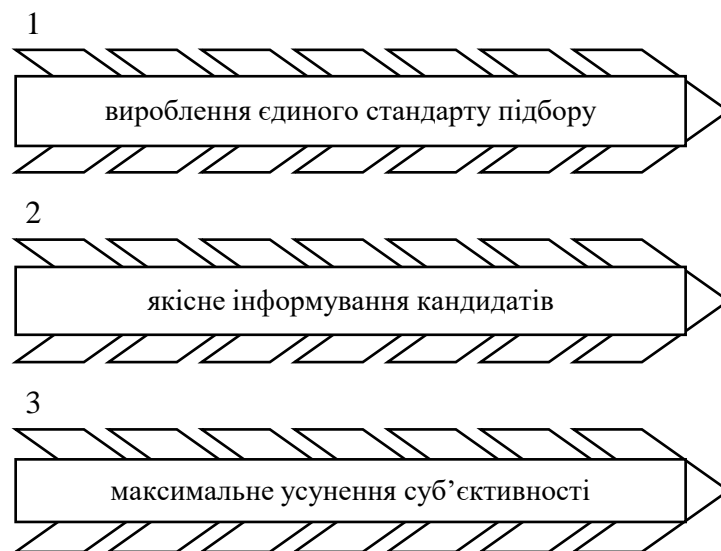 1
вироблення єдиного стандарту підбору
2
якісне інформування кандидатів
3
максимальне усунення суб’єктивності